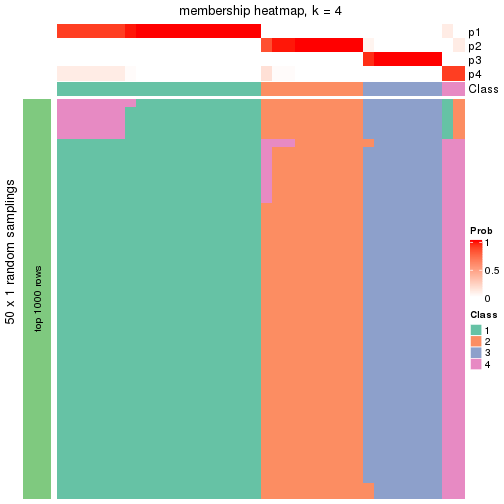 membership heatmap, k = 4
p1
p2
p3
p4
Class
50 x 1 random samplings
top 1000 rows
Prob
1
0.5
0
Class
1
2
3
4